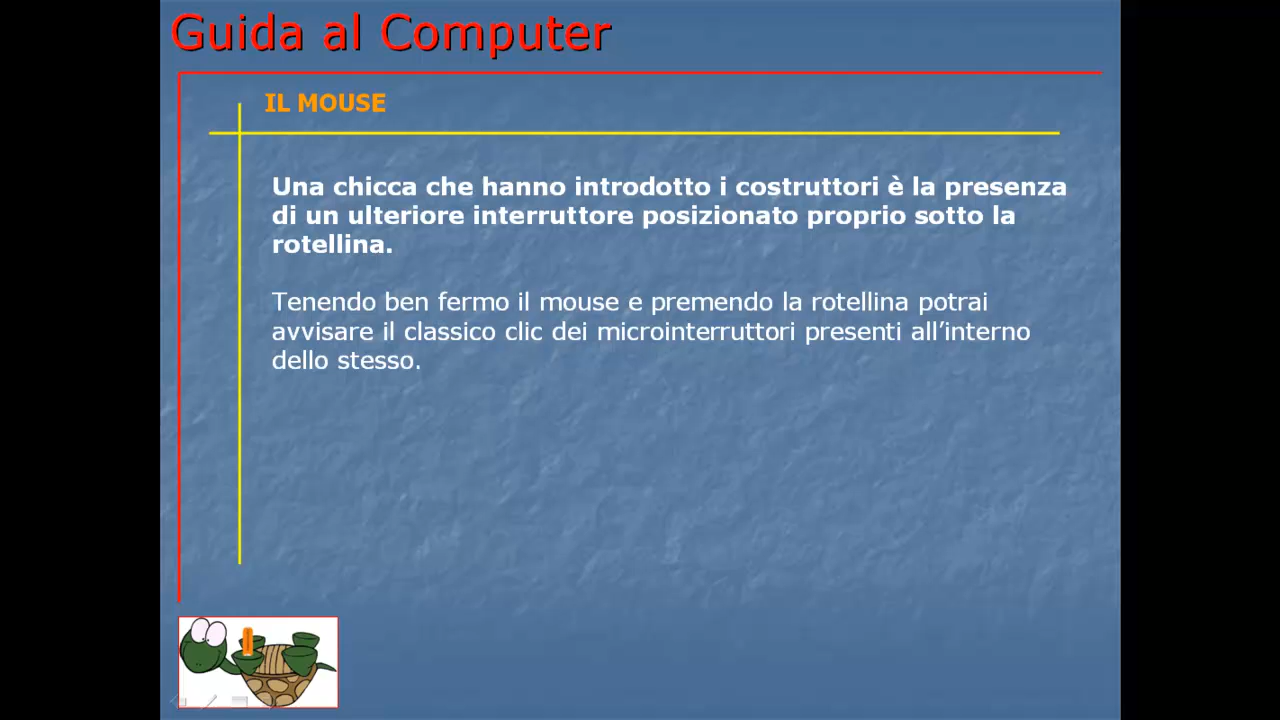 Guida al Computer
IL MOUSE
Una chicca che hanno introdotto i costruttori è la presenza
di un ulteriore interruttore posizionato proprio sotto la
rotellina.
Tenendo ben fermo il mouse e premendo la rotellina potrai
avvisare il classico clic dei microinterruttori presenti all’interno
dello stesso.